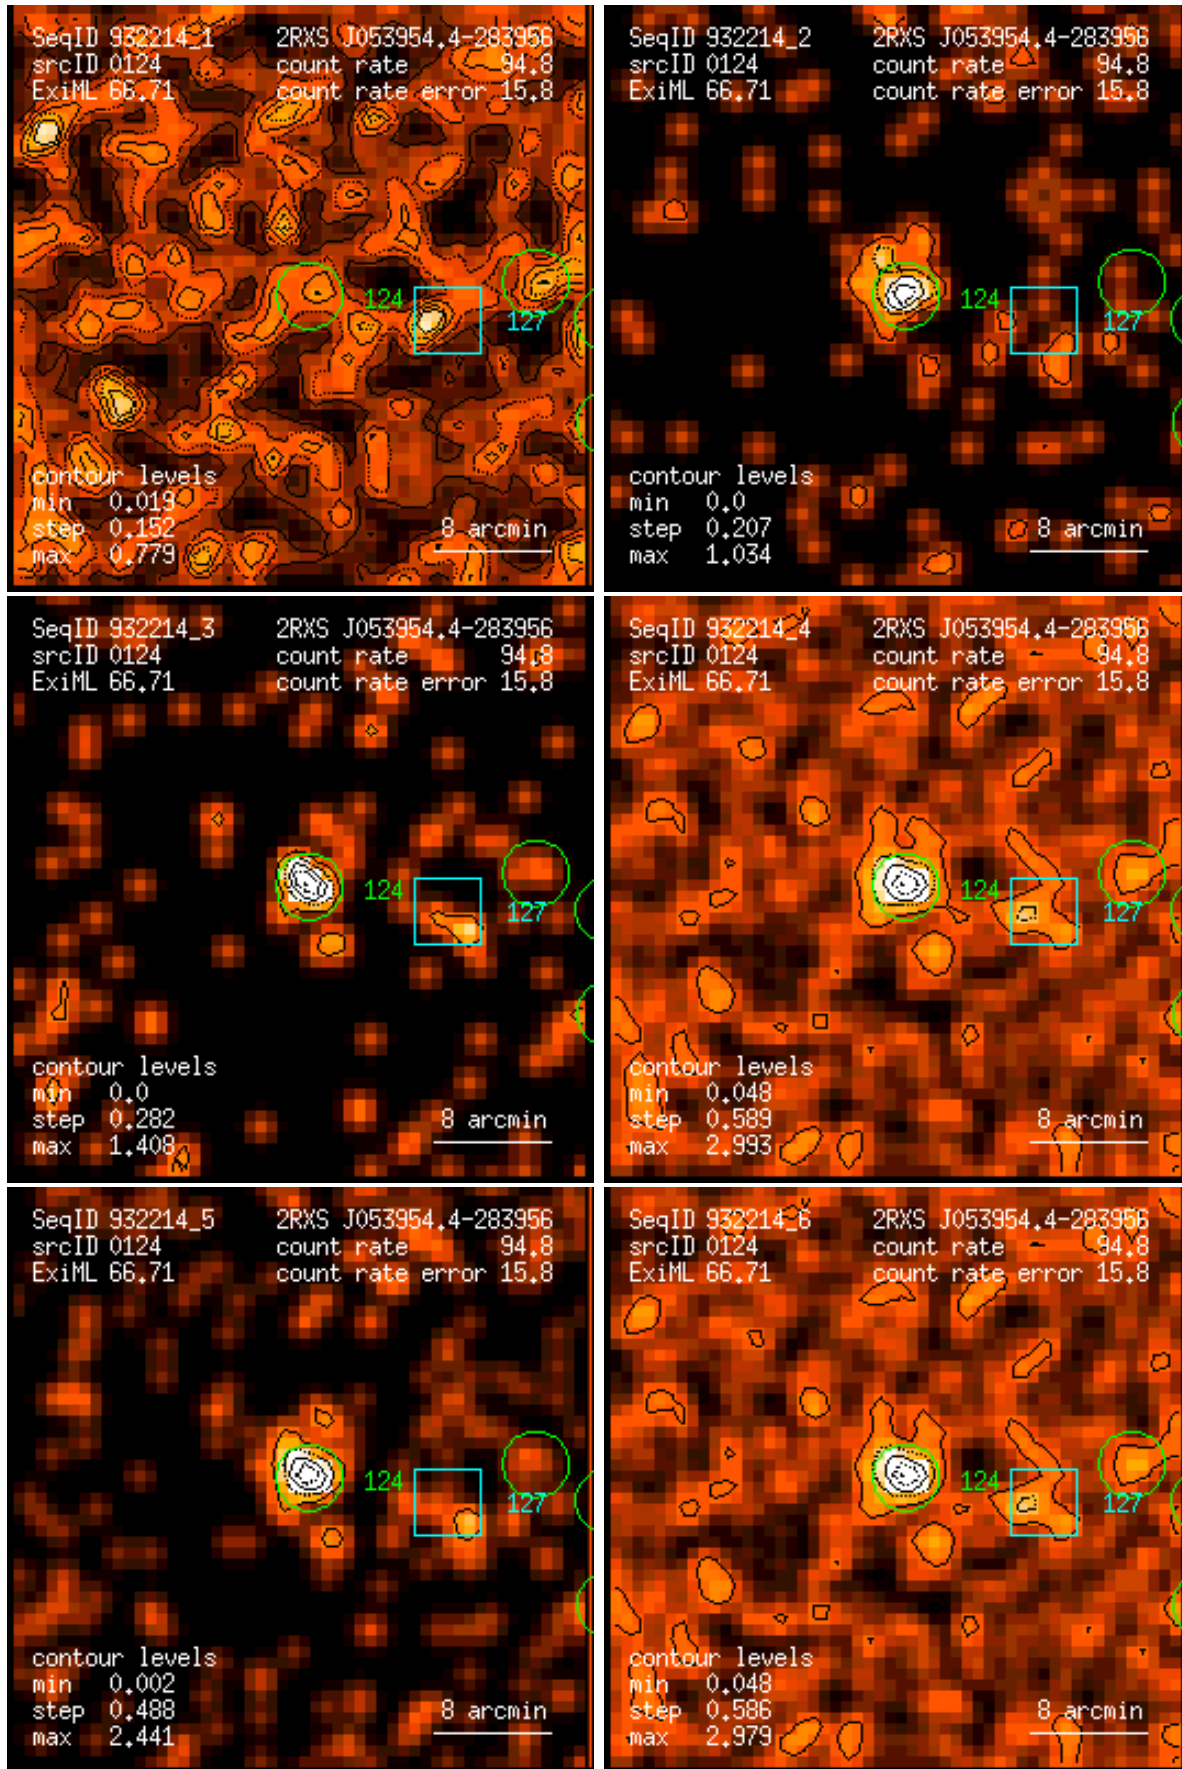 SeqID 932214_1 2RXS J053954.4-283956
srcID 0124 count rate 94.8
ExiML 66.71 count rate error 15.8
124
127
contour levels
min 0.019
step 0.152 8 arcmin
max 0.779
SeqID 932214_2 2RXS J053954.4-283956
srcID 0124 count rate 94.8
ExiML 66.71 count rate error 15.8
124
127
contour levels
min 0.0
step 0.207 8 arcmin
max 1.034
SeqID 932214_3 2RXS J053954.4-283956
srcID 0124 count rate 94.8
ExiML 66.71 count rate error 15.8
124
127
contour levels
min 0.0
step 0.282 8 arcmin
max 1.408
SeqID 932214_4 2RXS J053954.4-283956
srcID 0124 count rate 94.8
ExiML 66.71 count rate error 15.8
124
127
contour levels
min 0.048
step 0.589 8 arcmin
max 2.993
SeqID 932214_5 2RXS J053954.4-283956
srcID 0124 count rate 94.8
ExiML 66.71 count rate error 15.8
124
127
contour levels
min 0.002
step 0.488 8 arcmin
max 2.441
SeqID 932214_6 2RXS J053954.4-283956
srcID 0124 count rate 94.8
ExiML 66.71 count rate error 15.8
124
127
contour levels
min 0.048
step 0.586 8 arcmin
max 2.979